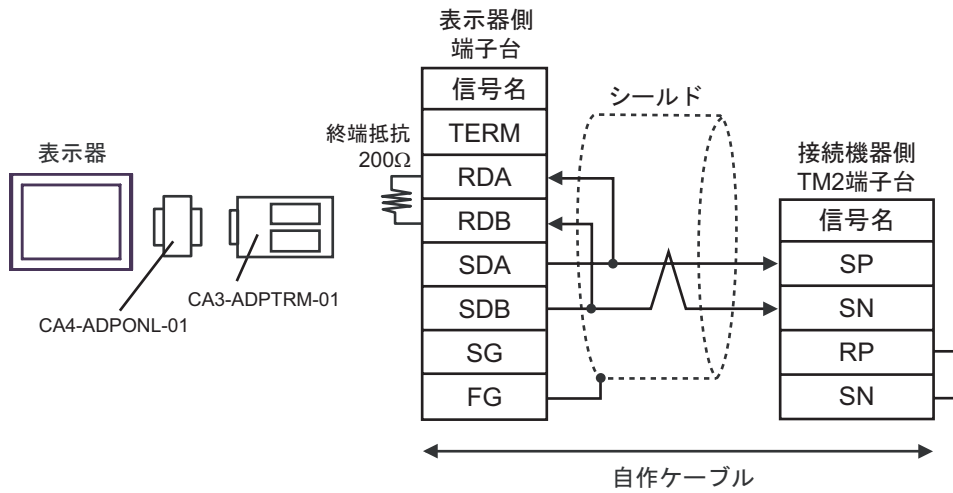 表示器
CA4-ADPONL-01
CA3-ADPTRM-01
終端抵抗
200Ω
表示器側
端子台
信号名
TERM
RDA
RDB
SDA
SDB
SG
FG
シールド
接続機器側
TM2端子台
信号名
SP
SN
RP
SN
自作ケーブル